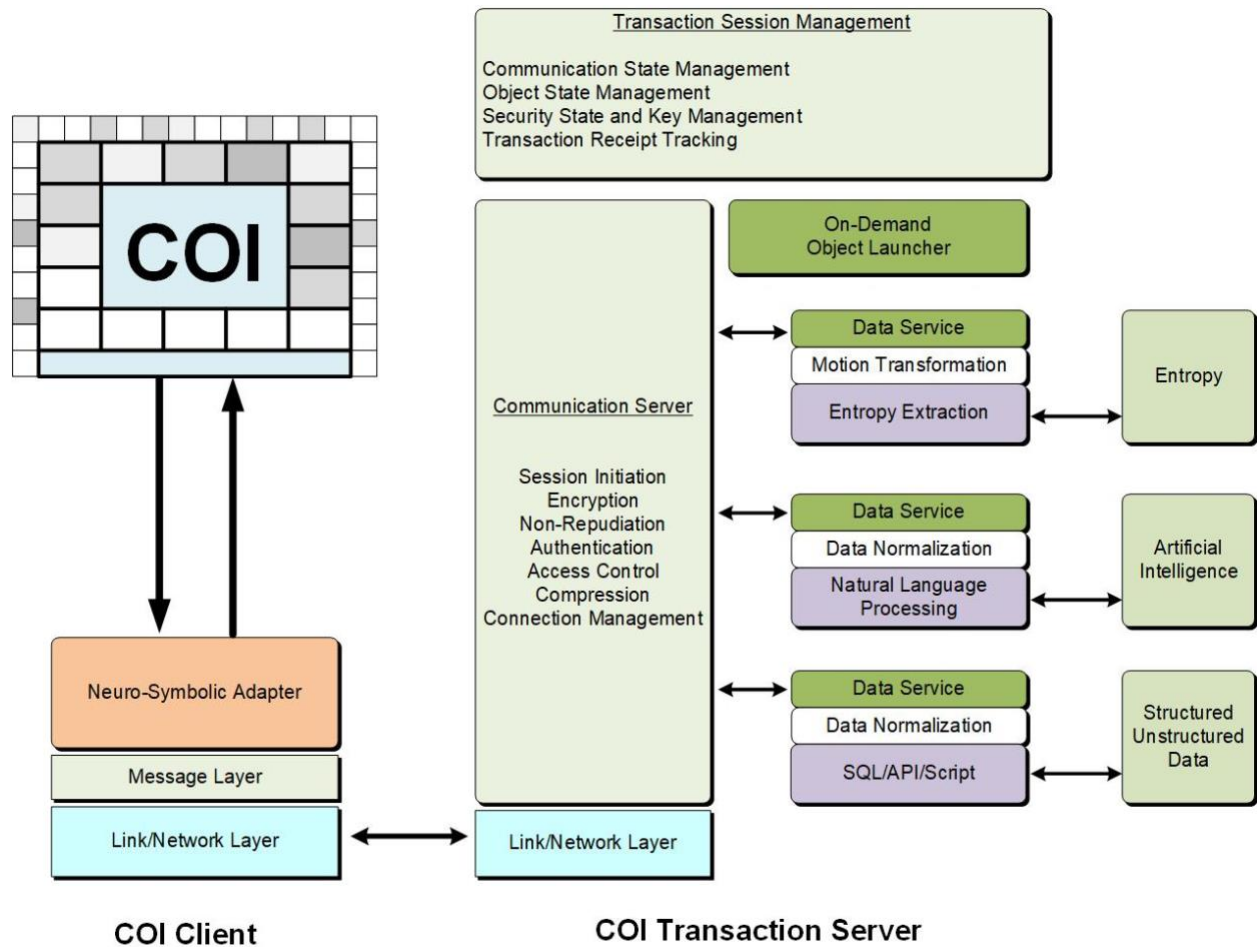 Transaction Session Management
Communication State Management
Object State Management
Security State and Key Management
Transaction Receipt Tracking
COI
Neuro-Symbolic Adapter
Message Layer
Link/Network Layer
COI Client
Communication Server
Session Initiation
Encryption
Non-Repudiation
Authentication
Access Control
Compression
Connection Management
Link/Network Layer
On-Demand
Object Launcher
Data Service
Motion Transformation
Entropy Extraction
Entropy
Data Service
Data Normalization
Natural Language
Processing
Artificial
Intelligence
Data Service
Data Normalization
SQL/API/Script
Structured
Unstructured
Data
COI Transaction Server